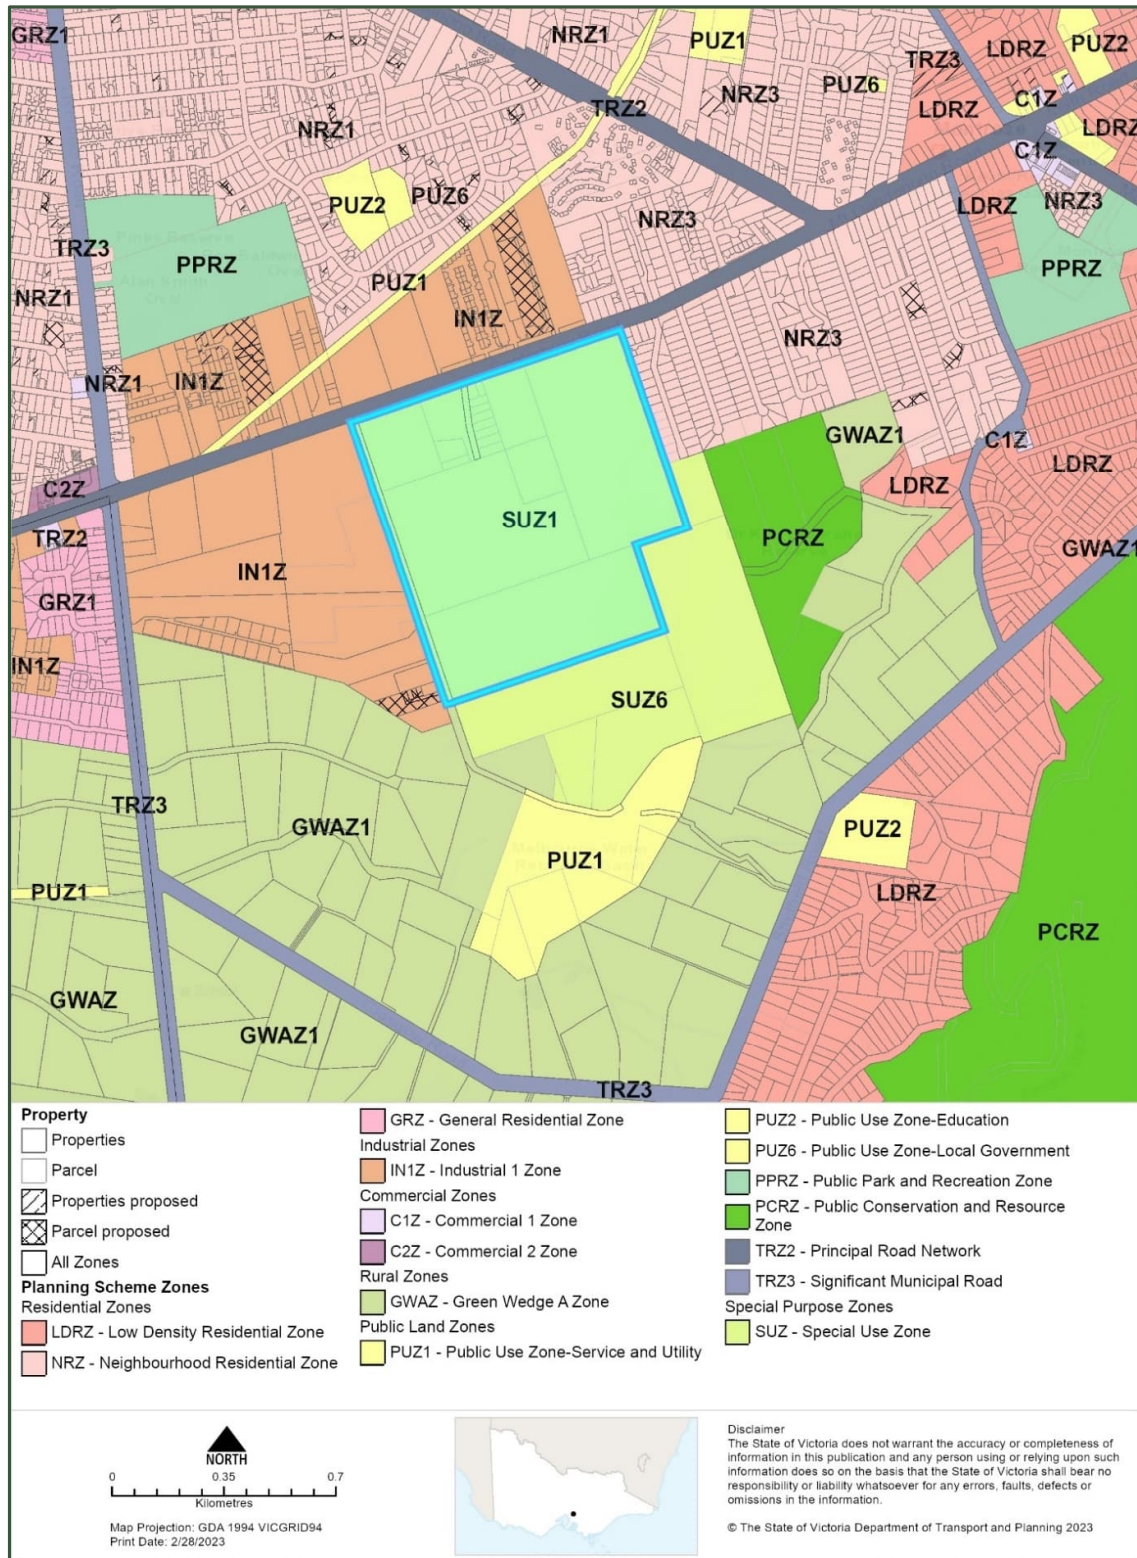 GRZ1
NRZ1
PUZ1
LDRZ
PUZ2
TRZ3
NRZ3
PUZ6
LDRZ
C1Z
TRZ2
LDRZ
C1Z
NRZ1
PUZ2
PUZ6
NRZ3
LDRZ
NRZ3
TRZ3
PPRZ
PUZ1
PPRZ
NRZ1
IN1Z
NRZ3
NRZ1
IN1Z
GWAZ1
C1Z
LDRZ
C2Z
LDRZ
SUZ1
TRZ2
PCRZ
GWAZ1
IN1Z
GRZ1
IN1Z
SUZ6
TRZ3
GWAZ1
PUZ2
PUZ1
PUZ1
LDRZ
PCRZ
GWAZ
GWAZ1
TRZ3
Property
Properties
Parcel
Properties proposed
Parcel proposed
All Zones
Planning Scheme Zones
Residential Zones
LDRZ - Low Density Residential Zone
NRZ - Neighbourhood Residential Zone
GRZ - General Residential Zone
Industrial Zones
IN1Z - Industrial 1 Zone
Commercial Zones
C1Z - Commercial 1 Zone
C2Z - Commercial 2 Zone
Rural Zones
GWAZ - Green Wedge A Zone
Public Land Zones
PUZ1 - Public Use Zone-Service and Utility
PUZ2 - Public Use Zone-Education
PUZ6 - Public Use Zone-Local Government
PPRZ - Public Park and Recreation Zone
PCRZ - Public Conservation and Resource
Zone
TRZ2 - Principal Road Network
TRZ3 - Significant Municipal Road
Special Purpose Zones
SUZ - Special Use Zone
NORTH
0 0.35 0.7
Kilometres
Map Projection: GDA 1994 VICGRID94
Print Date: 2/28/2023
Disclaimer
The State of Victoria does not warrant the accuracy or completeness of
information in this publication and any person using or relying upon such
information does so on the basis that the State of Victoria shall bear no
responsibility or liability whatsoever for any errors, faults, defects or
omissions in the information.
© The State of Victoria Department of Transport and Planning 2023